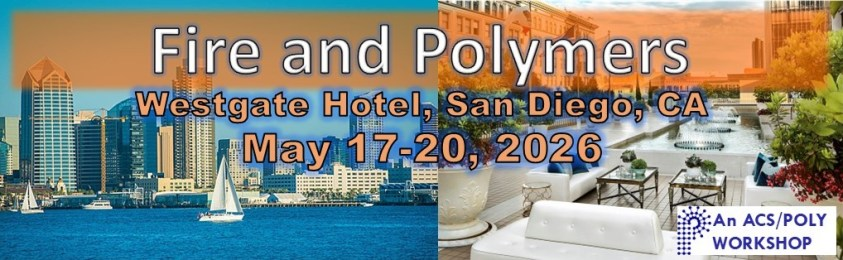 Fire and Polymers
Westgate Hotel, San Diego, CA
May 17-20, 2026
An ACS/POLY
WORKSHOP